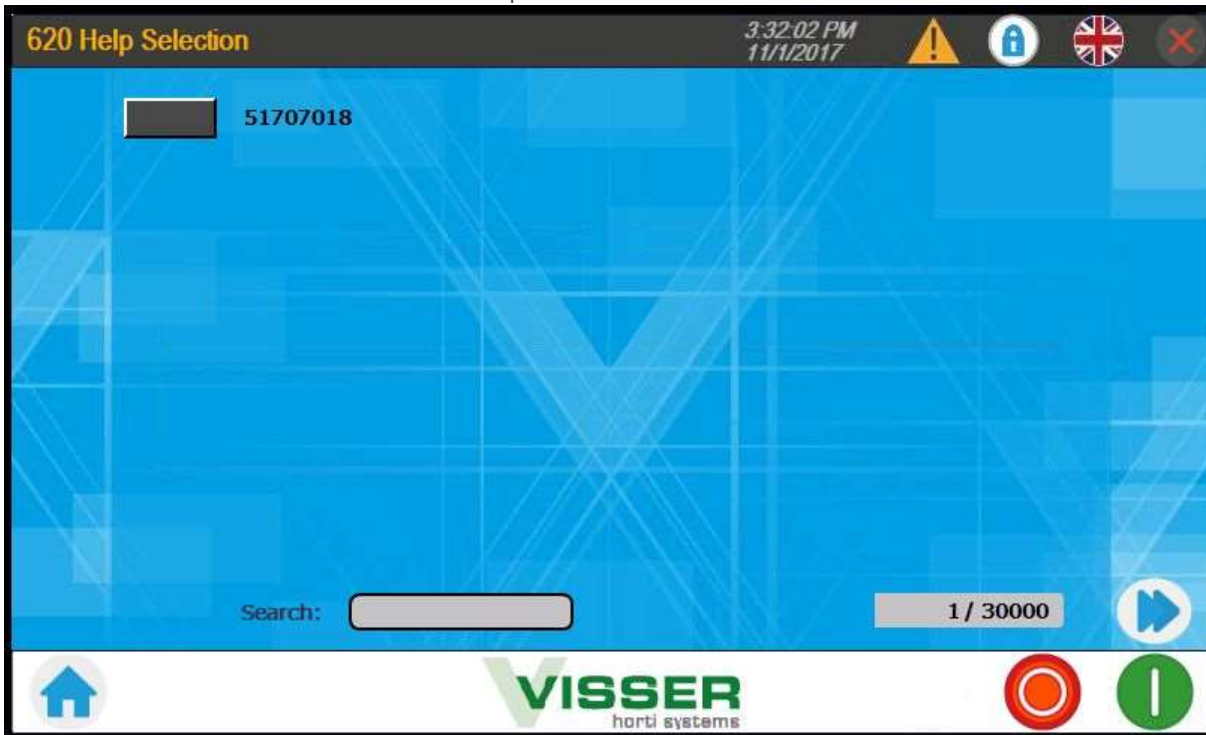 620 Help Selection
3:32:02 PM
11/1/2017
51707018
Search:
1 / 30000
VISSER
horti systems